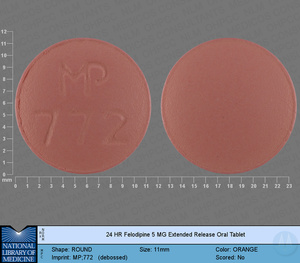 MP
772
13
12
11
10
9
8
7
6
5
4
3
2
1
0
mm
0 1 2 3 4 5 6 7 8 9 10 11 12 13 14 15 16 17 18 19 20 21 22 23
24 HR Felodipine 5 MG Extended Release Oral Tablet
NATIONAL
LIBRARY OF
MEDICINE
Shape: ROUND Size: 11mm Color: ORANGE
Imprint: MP;772 (debossed) Scored: No